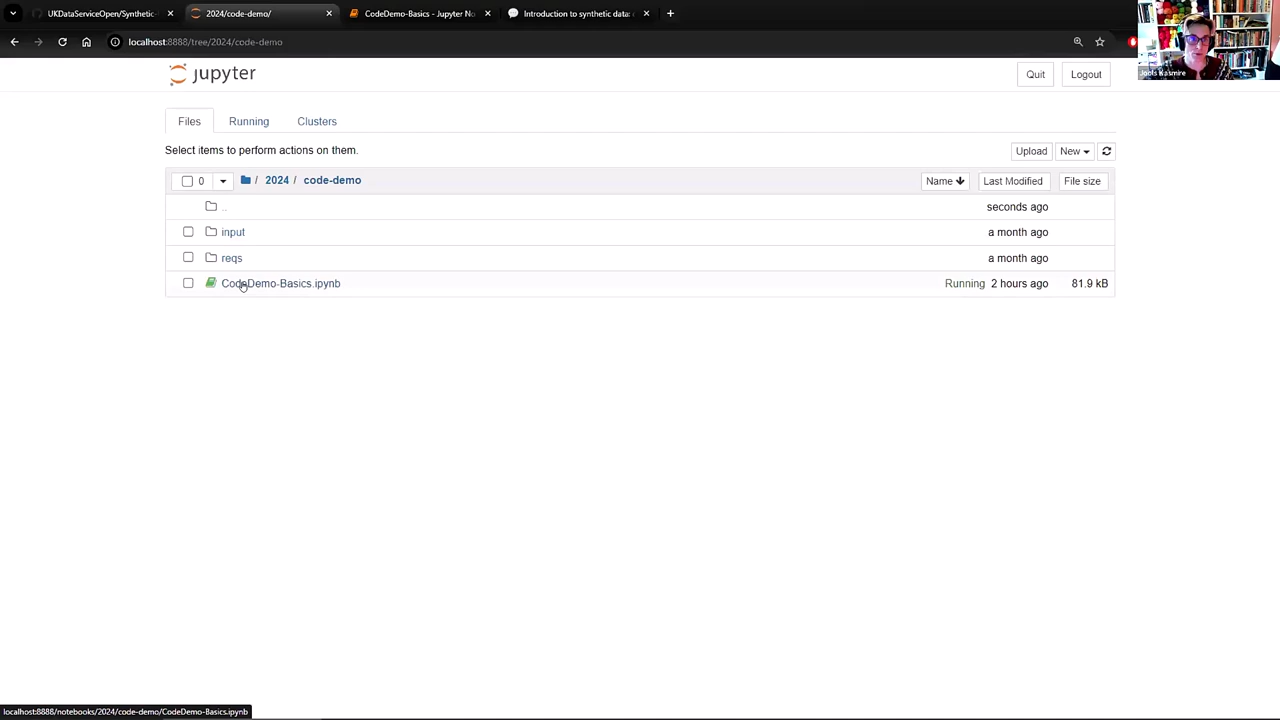 UKDataServiceOpen/Synthetic-
2024/code-demo/
CodeDemo-Basics - Jupyter No
Introduction to synthetic data:
localhost:8888/tree/2024/code-demo
Jools Kasmire
jupyter
Quit
Logout
Files
Running
Clusters
Select items to perform actions on them.
Upload
New
0
/ 2024 / code-demo
Name
Last Modified
File size
..
seconds ago
input
a month ago
reqs
a month ago
CodeDemo-Basics.ipynb
Running
2 hours ago
81.9 kB
localhost:8888/notebooks/2024/code-demo/CodeDemo-Basics.ipynb